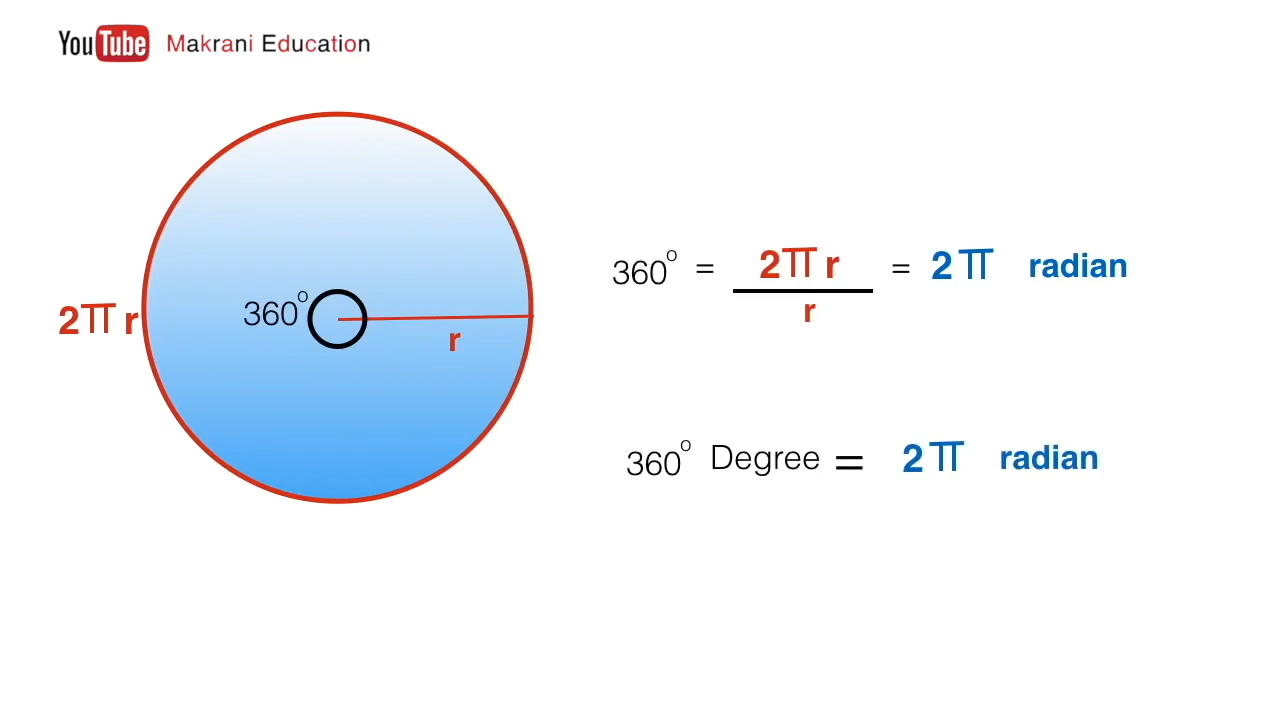 YouTube Makrani Education
360° = 2π r / r = 2π radian
2π r
360°
r
360° Degree = 2π radian